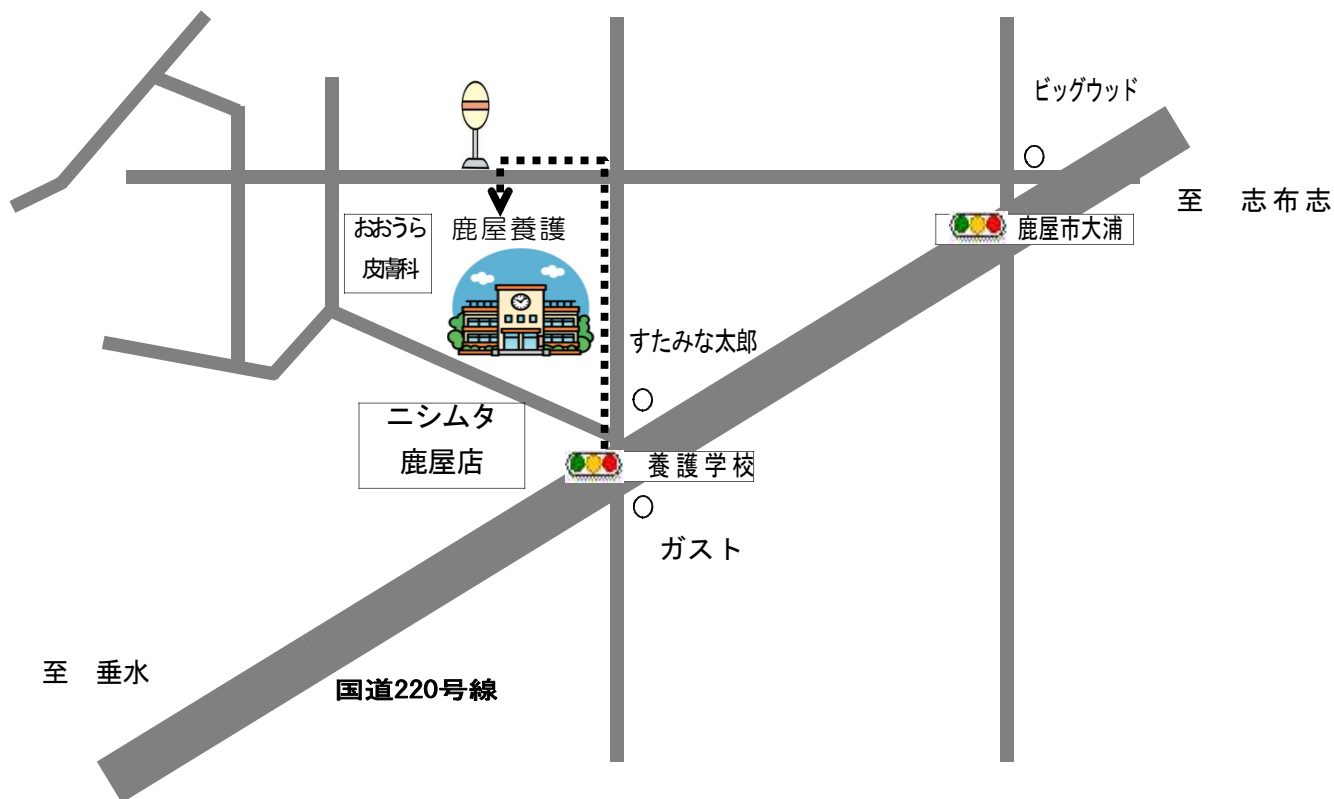 ビッグウッド
至 志布志
おおうら
皮膚科
鹿屋養護
鹿屋市大浦
すたみな太郎
ニシムタ
鹿屋店
養護学校
ガスト
至 垂水
国道220号線